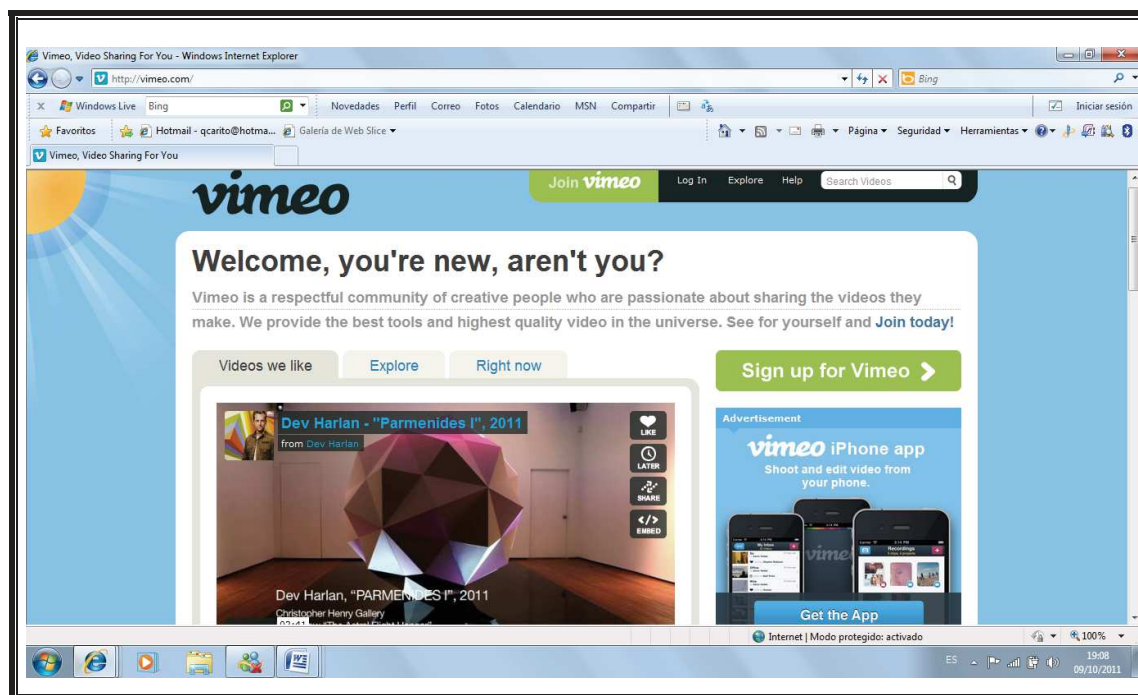 Vimeo, Video Sharing For You - Windows Internet Explorer
http://vimeo.com/
Bing
x Windows Live Bing Novedades Perfil Correo Fotos Calendario MSN Compartir Iniciar sesión
Favoritos Hotmail - qcarito@hotma... Galería de Web Slice Página Seguridad Herramientas
Vimeo, Video Sharing For You
vimeo
Join vimeo Log In Explore Help Search Videos
Welcome, you're new, aren't you?
Vimeo is a respectful community of creative people who are passionate about sharing the videos they
make. We provide the best tools and highest quality video in the universe. See for yourself and Join today!
Videos we like Explore Right now
Sign up for Vimeo
Dev Harlan - "Parmenides I", 2011
from Dev Harlan
LIKE
LATER
SHARE
EMBED
Dev Harlan, "PARMENIDES I", 2011
Christopher Henry Gallery
Advertisement
vimeo iPhone app
Shoot and edit video from
your phone.
vimeo
Recordings
Get the App
Internet | Modo protegido: activado 100%
ES 19:08
09/10/2011